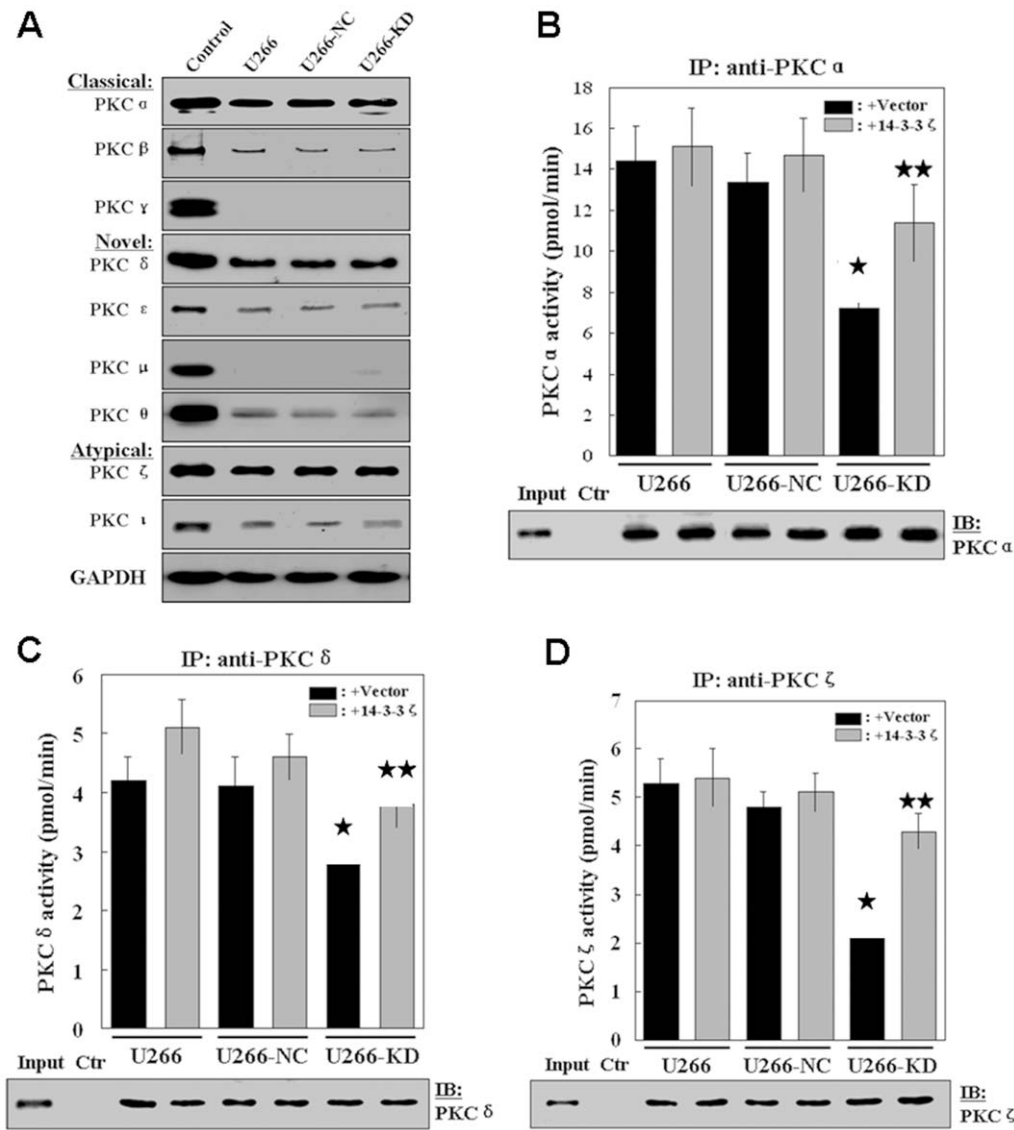 A
Control U266 U266-NC U266-KD
Classical:
PKC α
PKC β
PKC γ
Novel:
PKC δ
PKC ε
PKC μ
PKC θ
Atypical:
PKC ζ
PKC ι
GAPDH
B
IP: anti-PKC α
: +Vector
: +14-3-3 ζ
PKC α activity (pmol/min)
18
16
14
12
10
8
6
4
2
0
★
★★
U266 U266-NC U266-KD
Input Ctr
IB:
PKC α
C
IP: anti-PKC δ
: +Vector
: +14-3-3 ζ
PKC δ activity (pmol/min)
6
5
4
3
2
1
0
★
★★
U266 U266-NC U266-KD
Input Ctr
IB:
PKC δ
D
IP: anti-PKC ζ
: +Vector
: +14-3-3 ζ
PKC ζ activity (pmol/min)
7
6
5
4
3
2
1
0
★
★★
U266 U266-NC U266-KD
Input Ctr
IB:
PKC ζ